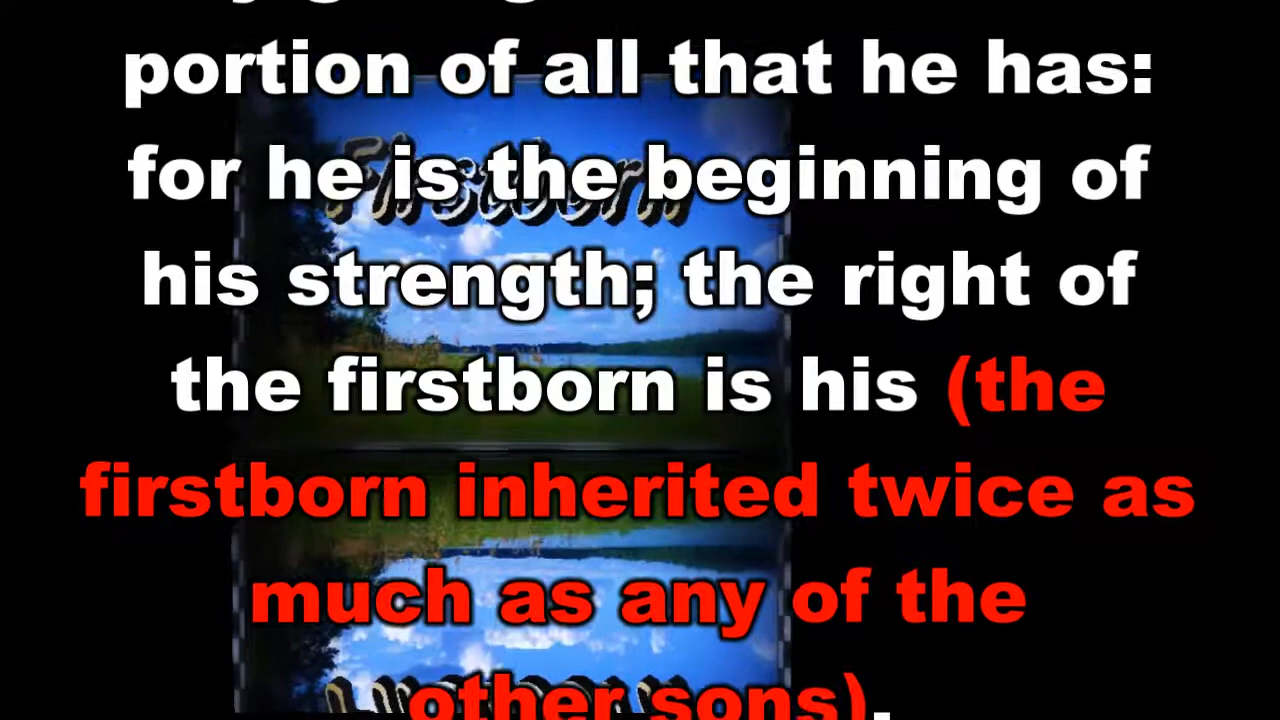 portion of all that he has:
Firstborn
for he is the beginning of
his strength; the right of
the firstborn is his (the
firstborn inherited twice as
much as any of the
other sons).